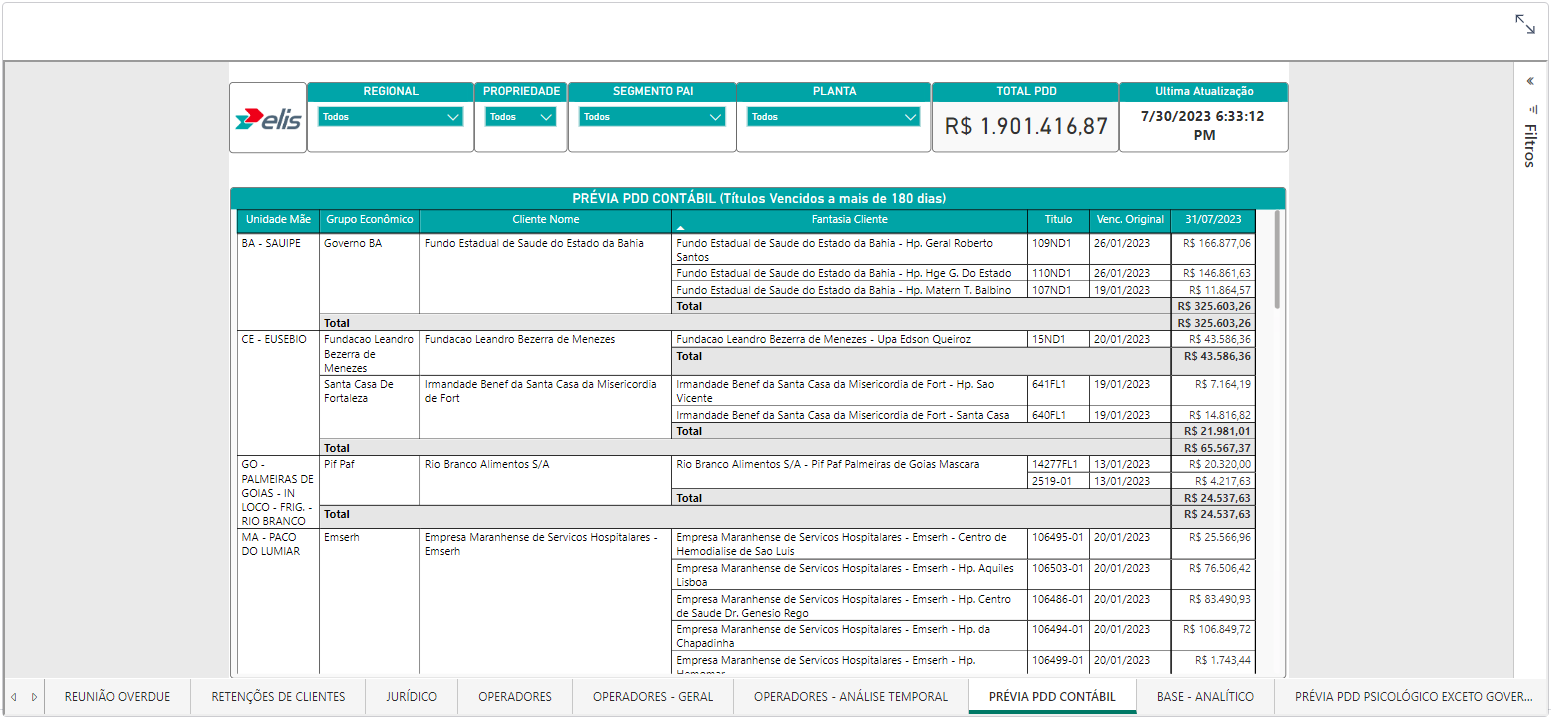 REGIONAL
PROPRIEDADE
SEGMENTO PAI
PLANTA
TOTAL PDD
Ultima Atualização
elis
Todos
Todos
Todos
Todos
R$ 1.901.416,87
7/30/2023 6:33:12
PM
Filtros
PRÉVIA PDD CONTÁBIL (Títulos Vencidos a mais de 180 dias)
Unidade Mãe Grupo Econômico Cliente Nome Fantasia Cliente Titulo Venc. Original 31/07/2023
BA - SAUIPE Governo BA Fundo Estadual de Saude do Estado da Bahia Fundo Estadual de Saude do Estado da Bahia - Hp. Geral Roberto 109ND1 26/01/2023 R$ 166.877,06
Santos
Fundo Estadual de Saude do Estado da Bahia - Hp. Hge G. Do Estado 110ND1 26/01/2023 R$ 146.861,63
Fundo Estadual de Saude do Estado da Bahia - Hp. Matern T. Balbino 107ND1 19/01/2023 R$ 11.864,57
Total R$ 325.603,26
Total R$ 325.603,26
CE - EUSEBIO Fundacao Leandro Fundacao Leandro Bezerra de Menezes Fundacao Leandro Bezerra de Menezes - Upa Edson Queiroz 15ND1 20/01/2023 R$ 43.586,36
Bezerra de Total R$ 43.586,36
Menezes
Santa Casa De Irmandade Benef da Santa Casa da Misericordia Irmandade Benef da Santa Casa da Misericordia de Fort - Hp. Sao 641FL1 19/01/2023 R$ 7.164,19
Fortaleza de Fort Vicente
Irmandade Benef da Santa Casa da Misericordia de Fort - Santa Casa 640FL1 19/01/2023 R$ 14.816,82
Total R$ 21.981,01
Total R$ 65.567,37
GO - Pif Paf Rio Branco Alimentos S/A Rio Branco Alimentos S/A - Pif Paf Palmeiras de Goias Mascara 14277FL1 13/01/2023 R$ 20.320,00
PALMEIRAS DE 2519-01 13/01/2023 R$ 4.217,63
GOIAS - IN Total R$ 24.537,63
LOCO - FRIG. - Total R$ 24.537,63
RIO BRANCO
MA - PACO Emserh Empresa Maranhense de Servicos Hospitalares - Empresa Maranhense de Servicos Hospitalares - Emserh - Centro de 106495-01 20/01/2023 R$ 25.566,96
DO LUMIAR Emserh Hemodialise de Sao Luis
Empresa Maranhense de Servicos Hospitalares - Emserh - Hp. Aquiles 106503-01 20/01/2023 R$ 76.506,42
Lisboa
Empresa Maranhense de Servicos Hospitalares - Emserh - Hp. Centro 106486-01 20/01/2023 R$ 83.490,93
de Saude Dr. Genesio Rego
Empresa Maranhense de Servicos Hospitalares - Emserh - Hp. da 106494-01 20/01/2023 R$ 106.849,72
Chapadinha
Empresa Maranhense de Servicos Hospitalares - Emserh - Hp. 106499-01 20/01/2023 R$ 1.743,44
REUNIÃO OVERDUE RETENÇÕES DE CLIENTES JURÍDICO OPERADORES OPERADORES - GERAL OPERADORES - ANÁLISE TEMPORAL PRÉVIA PDD CONTÁBIL BASE - ANALÍTICO PRÉVIA PDD PSICOLÓGICO EXCETO GOVER...